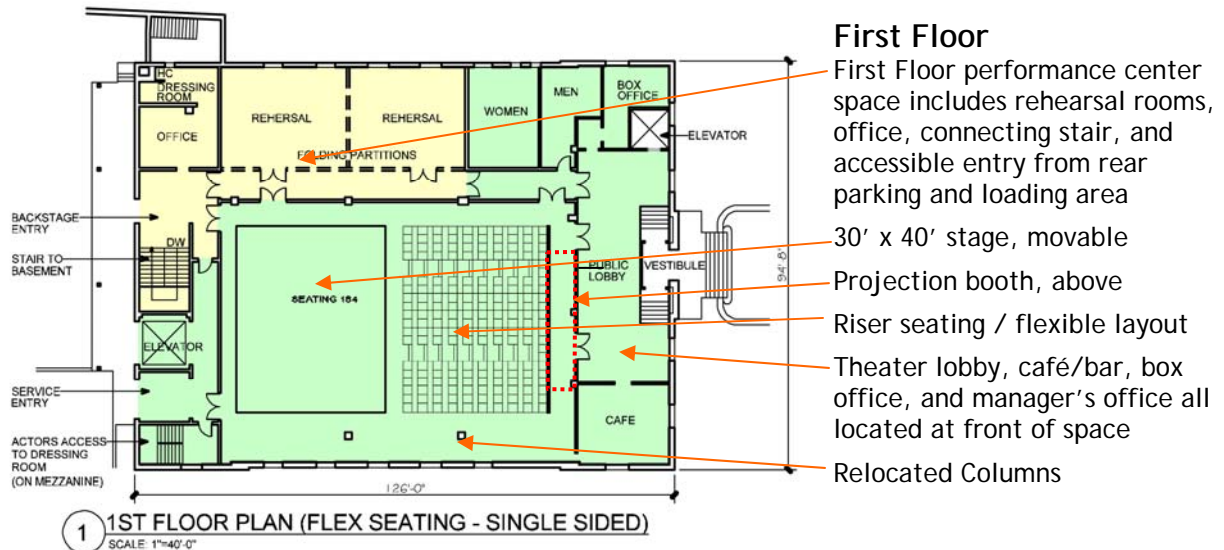 HC
DRESSING
ROOM
OFFICE
REHERSAL
REHERSAL
FOLDING PARTITIONS
WOMEN
MEN
BOX
OFFICE
ELEVATOR
BACKSTAGE
ENTRY
STAIR TO
BASEMENT
DW
SEATING 184
PUBLIC
LOBBY
VESTIBULE
94'-8"
ELEVATOR
SERVICE
ENTRY
ACTORS ACCESS
TO DRESSING
ROOM
(ON MEZZANINE)
CAFE
126'-0"
1
1ST FLOOR PLAN (FLEX SEATING - SINGLE SIDED)
SCALE: 1"=40'-0"
First Floor
First Floor performance center
space includes rehearsal rooms,
office, connecting stair, and
accessible entry from rear
parking and loading area
30' x 40' stage, movable
Projection booth, above
Riser seating / flexible layout
Theater lobby, café/bar, box
office, and manager's office all
located at front of space
Relocated Columns